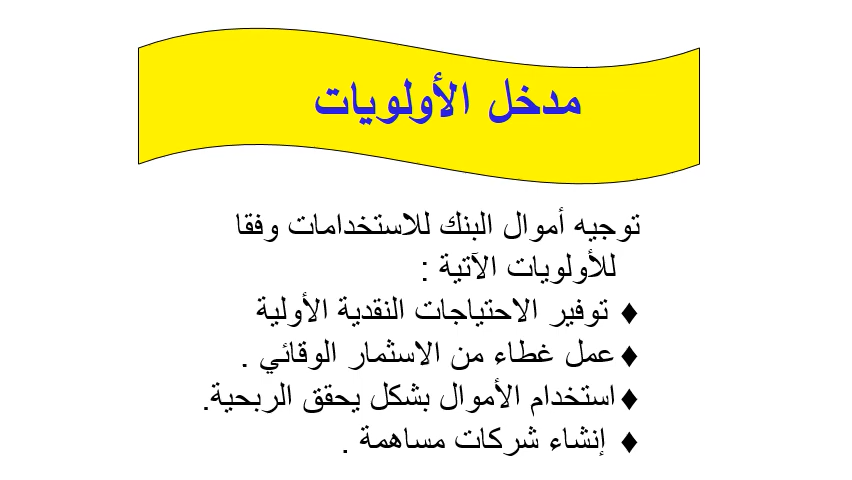 مدخل الأولويات
توجيه أموال البنك للاستخدامات وفقا
للأولويات الآتية :
♦ توفير الاحتياجات النقدية الأولية
♦عمل غطاء من الاسثمار الوقائي .
♦استخدام الأموال بشكل يحقق الربحية.
♦ إنشاء شركات مساهمة .